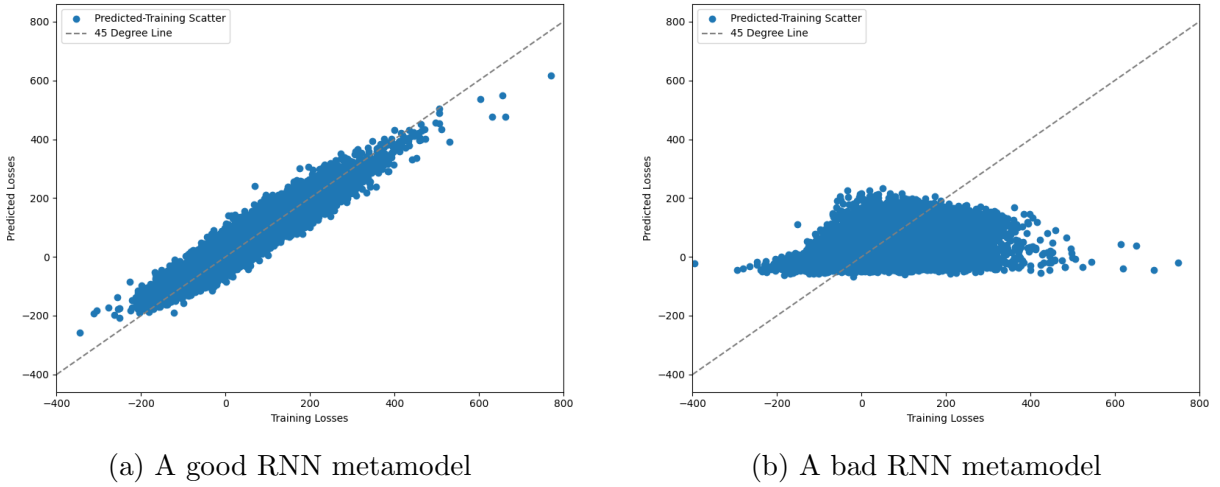 Predicted-Training Scatter
45 Degree Line
800
600
400
200
0
−200
−400
Predicted Losses
−400 −200 0 200 400 600 800
Training Losses
(a) A good RNN metamodel
Predicted-Training Scatter
45 Degree Line
800
600
400
200
0
−200
−400
Predicted Losses
−400 −200 0 200 400 600 800
Training Losses
(b) A bad RNN metamodel